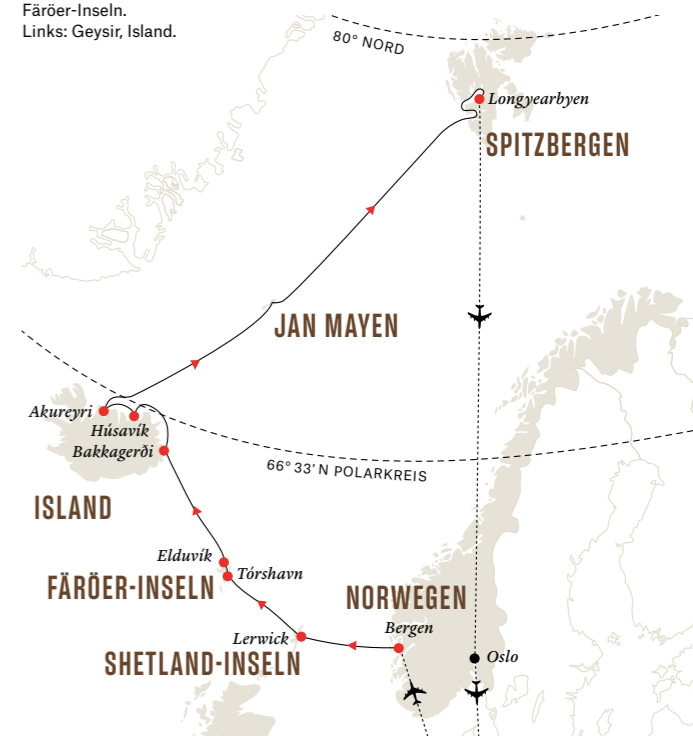 Färöer-Inseln.
Links: Geysir, Island.
80° NORD
Longyearbyen
SPITZBERGEN
JAN MAYEN
Akureyri
Húsavík
Bakkagerði
66° 33' N POLARKREIS
ISLAND
Elduvík
Tórshavn
FÄRÖER-INSELN
NORWEGEN
Bergen
Lerwick
Oslo
SHETLAND-INSELN